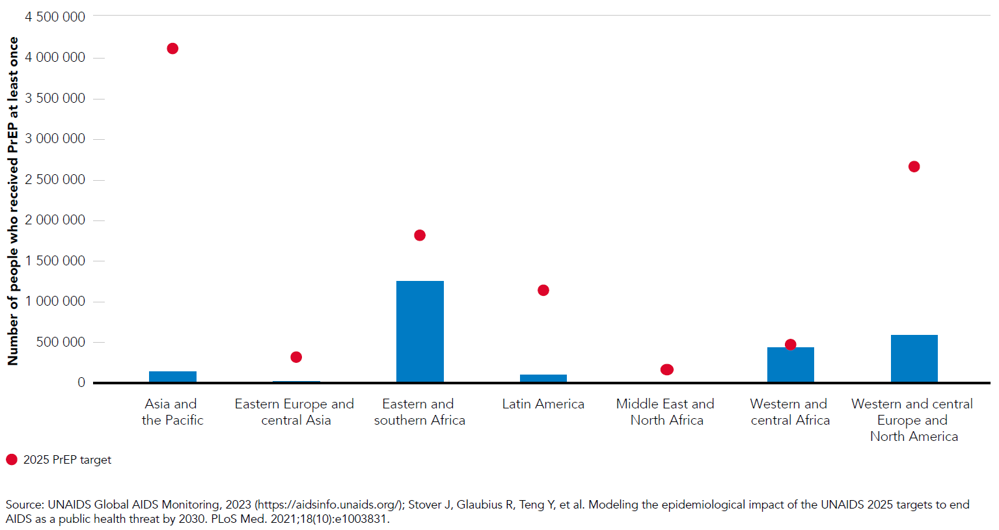 Number of people who received PrEP at least once
4 500 000
4 000 000
3 500 000
3 000 000
2 500 000
2 000 000
1 500 000
1 000 000
500 000
0
Asia and
the Pacific
Eastern Europe and
central Asia
Eastern and
southern Africa
Latin America
Middle East and
North Africa
Western and
central Africa
Western and central
Europe and
North America
2025 PrEP target
Source: UNAIDS Global AIDS Monitoring, 2023 (https://aidsinfo.unaids.org/); Stover J, Glaubius R, Teng Y, et al. Modeling the epidemiological impact of the UNAIDS 2025 targets to end
AIDS as a public health threat by 2030. PLoS Med. 2021;18(10):e1003831.